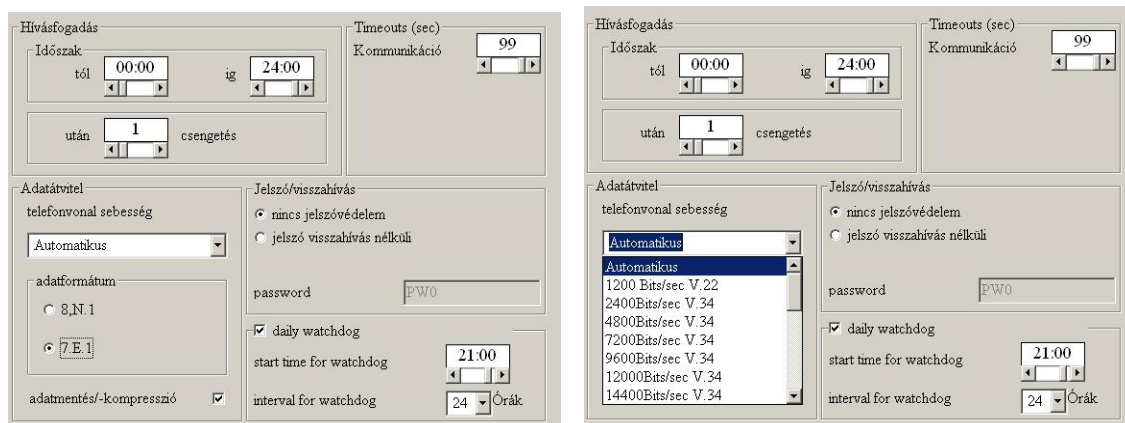 Hívásfogadás
Időszak
tól 00:00 ig 24:00
után 1 csengetés
Timeouts (sec)
Kommunikáció 99
Adatátvitel
telefonvonal sebesség
Automatikus
adatformátum
8,N.1
7.E.1
adatmentés/-kompresszió
Jelszó/visszahívás
nincs jelszóvédelem
jelszó visszahívás nélküli
password PW0
daily watchdog
start time for watchdog 21:00
interval for watchdog 24 Órák
Hívásfogadás
Időszak
tól 00:00 ig 24:00
után 1 csengetés
Timeouts (sec)
Kommunikáció 99
Adatátvitel
telefonvonal sebesség
Automatikus
Automatikus
1200 Bits/sec V.22
2400Bits/sec V.34
4800Bits/sec V.34
7200Bits/sec V.34
9600Bits/sec V.34
12000Bits/sec V.34
14400Bits/sec V.34
Jelszó/visszahívás
nincs jelszóvédelem
jelszó visszahívás nélküli
password PW0
daily watchdog
start time for watchdog 21:00
interval for watchdog 24 Órák